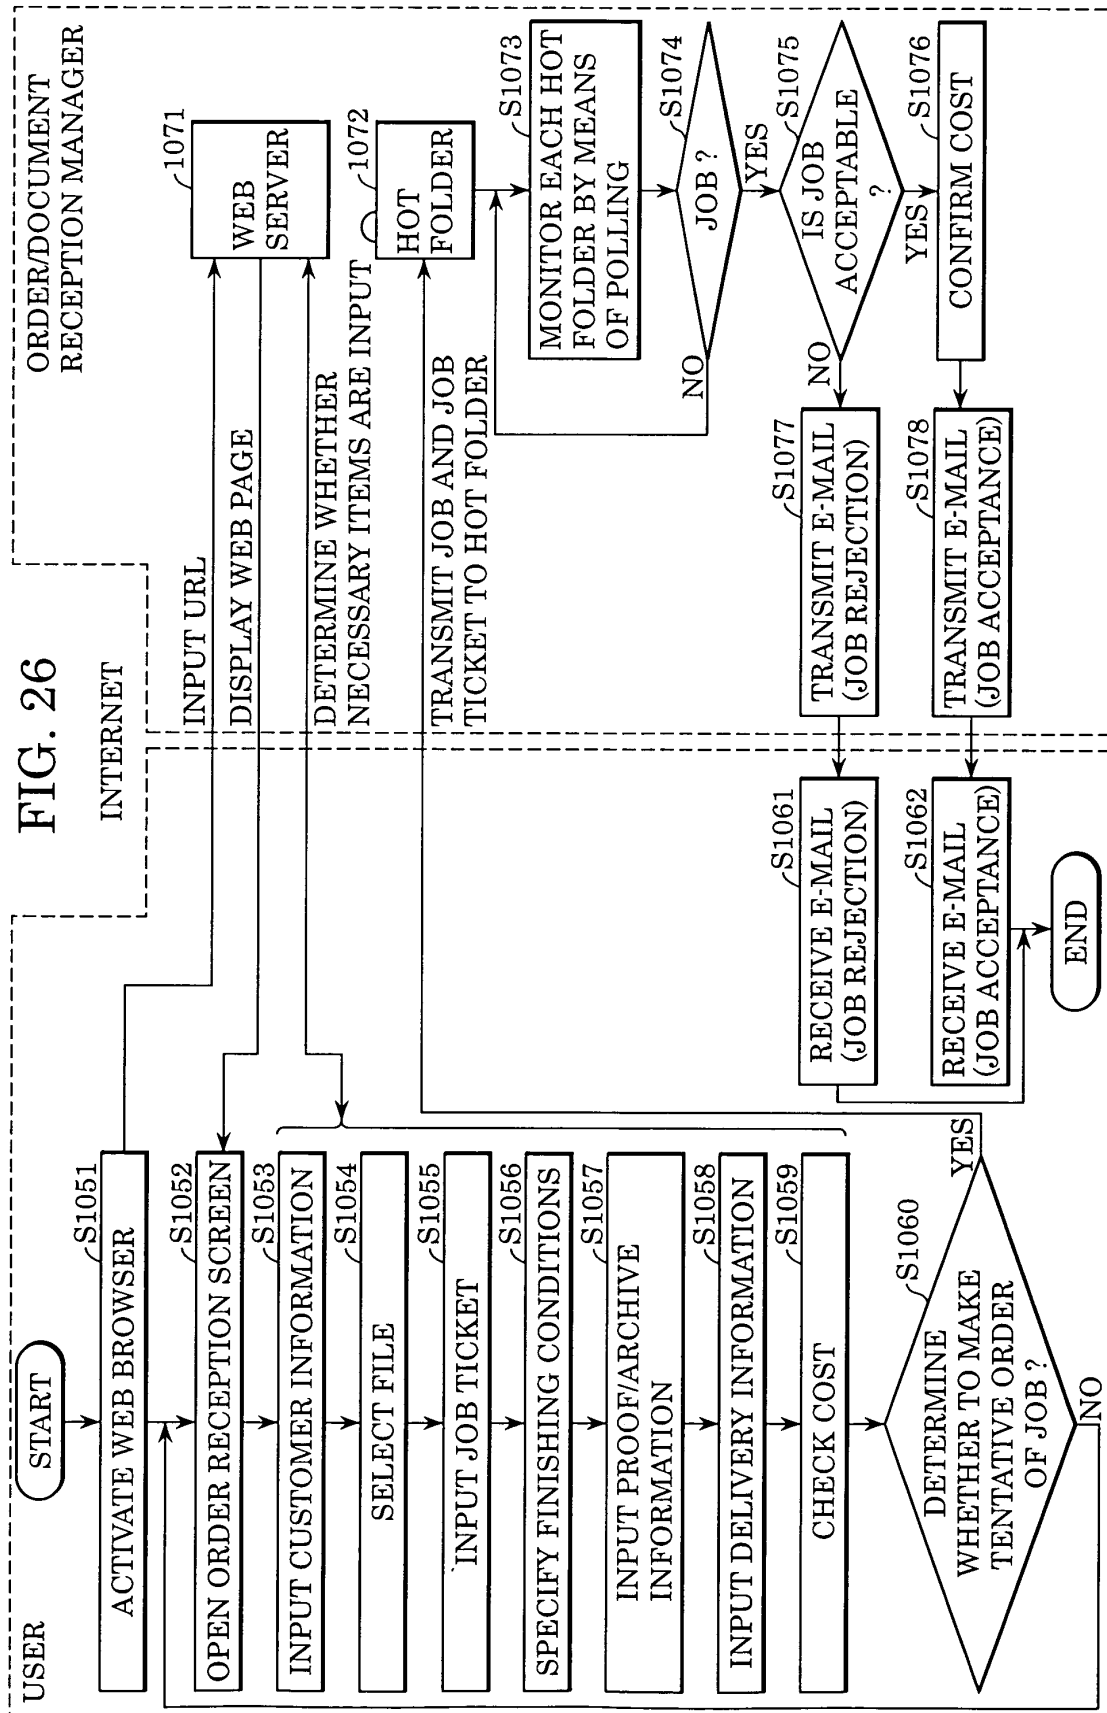 FIG. 26
USER
INTERNET
ORDER/DOCUMENT
RECEPTION MANAGER
START
S1051
ACTIVATE WEB BROWSER
S1052
OPEN ORDER RECEPTION SCREEN
S1053
INPUT CUSTOMER INFORMATION
S1054
SELECT FILE
S1055
INPUT JOB TICKET
S1056
SPECIFY FINISHING CONDITIONS
S1057
INPUT PROOF/ARCHIVE
INFORMATION
S1058
INPUT DELIVERY INFORMATION
S1059
CHECK COST
S1060
DETERMINE
WHETHER TO MAKE
TENTATIVE ORDER
OF JOB?
YES
NO
INPUT URL
DISPLAY WEB PAGE
DETERMINE WHETHER
NECESSARY ITEMS ARE INPUT
TRANSMIT JOB AND JOB
TICKET TO HOT FOLDER
1071
WEB
SERVER
1072
HOT
FOLDER
S1073
MONITOR EACH HOT
FOLDER BY MEANS
OF POLLING
S1074
JOB ?
NO
YES
S1075
IS JOB
ACCEPTABLE
?
NO
YES
S1076
CONFIRM COST
S1077
TRANSMIT E-MAIL
(JOB REJECTION)
S1078
TRANSMIT E-MAIL
(JOB ACCEPTANCE)
S1061
RECEIVE E-MAIL
(JOB REJECTION)
S1062
RECEIVE E-MAIL
(JOB ACCEPTANCE)
END